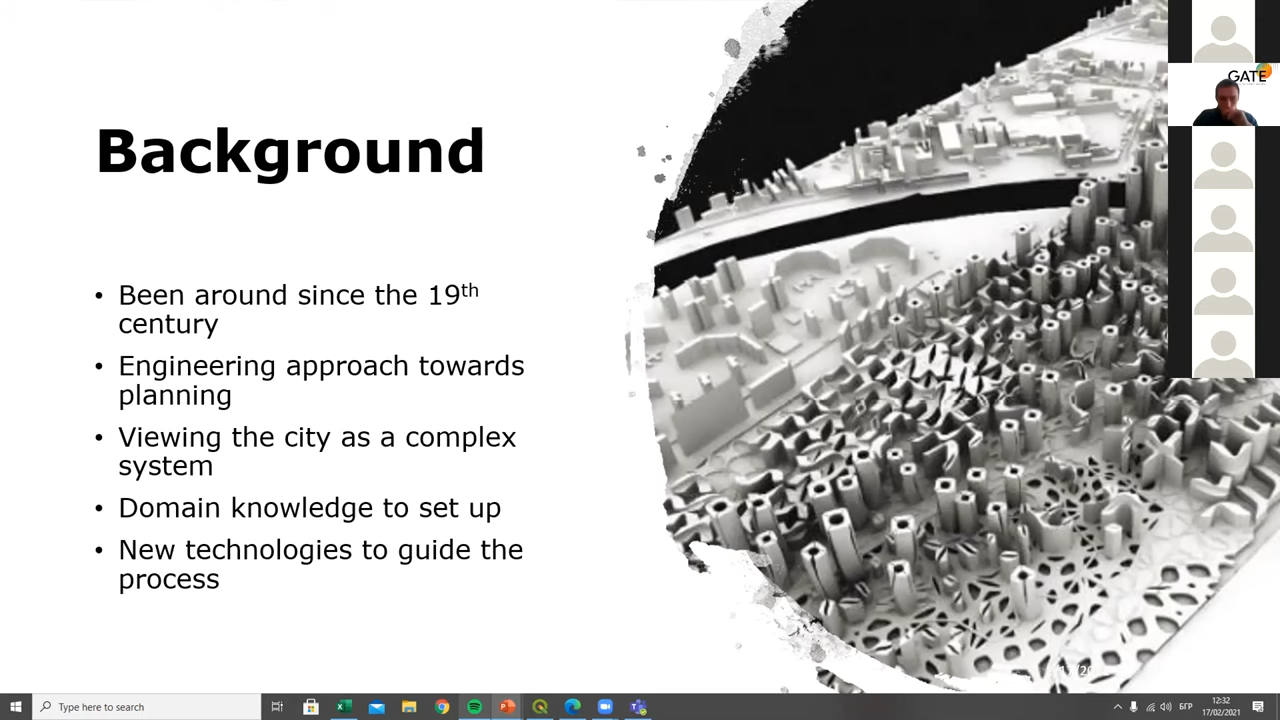 GATE
Background
• Been around since the 19th
century
• Engineering approach towards
planning
• Viewing the city as a complex
system
• Domain knowledge to set up
• New technologies to guide the
process
Type here to search
БГР
12:32
17/02/2021